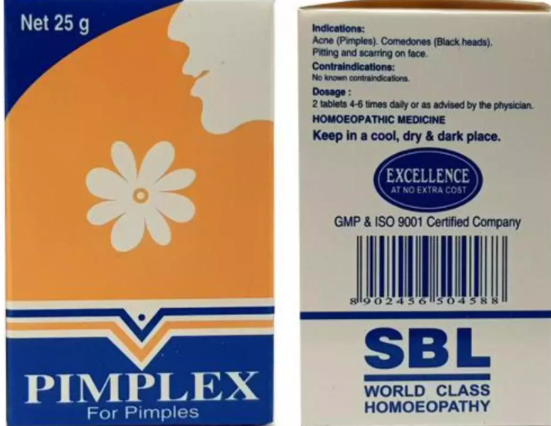 Net 25 g
PIMPLEX
For Pimples
Indications:
Acne (Pimples). Comedones (Black heads).
Pitting and scarring on face.
Contraindications:
No known contraindications.
Dosage :
2 tablets 4-6 times daily or as advised by the physician.
HOMOEOPATHIC MEDICINE
Keep in a cool, dry & dark place.
EXCELLENCE
AT NO EXTRA COST
GMP & ISO 9001 Certified Company
8 902456 504588
SBL
WORLD CLASS
HOMOEOPATHY